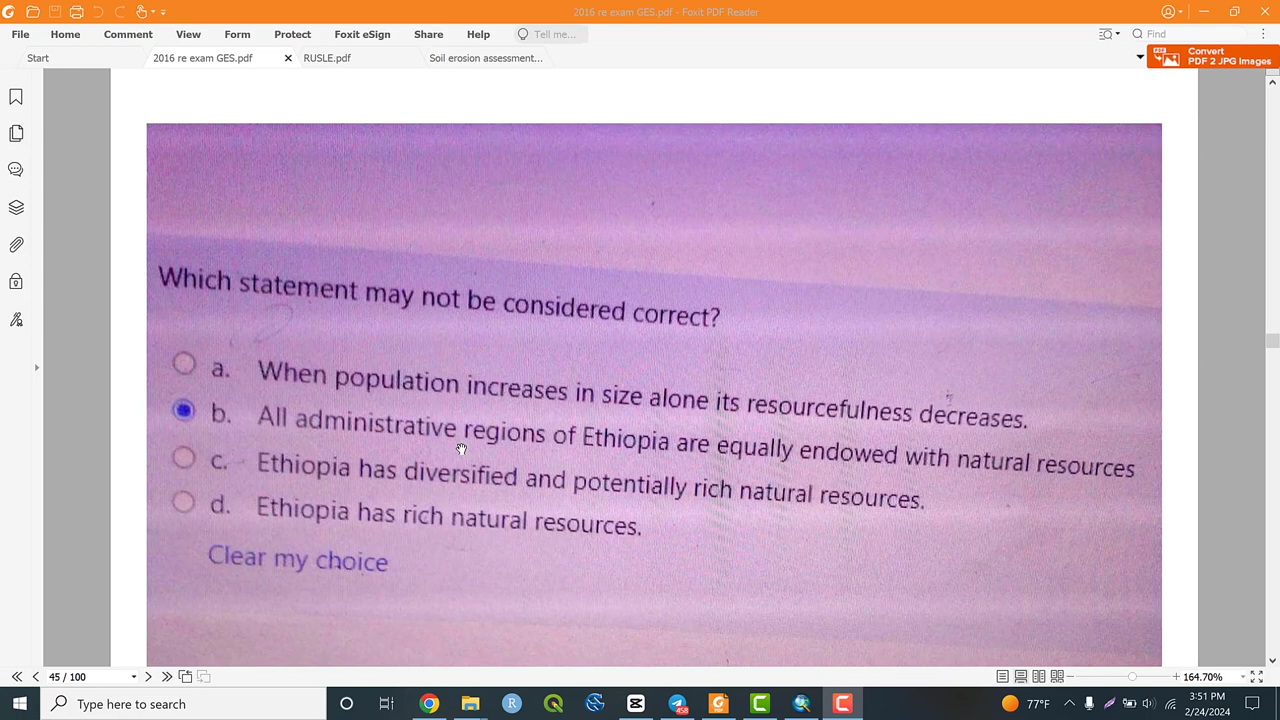 2016 re exam GES.pdf - Foxit PDF Reader
File Home Comment View Form Protect Foxit eSign Share Help Tell me... Find
Start 2016 re exam GES.pdf RUSLE.pdf Soil erosion assessment...
Convert
PDF 2 JPG Images
Which statement may not be considered correct?
a. When population increases in size alone its resourcefulness decreases.
b. All administrative regions of Ethiopia are equally endowed with natural resources
c. Ethiopia has diversified and potentially rich natural resources.
d. Ethiopia has rich natural resources.
Clear my choice
45 / 100 164.70%
Type here to search
458
77°F
3:51 PM
2/24/2024